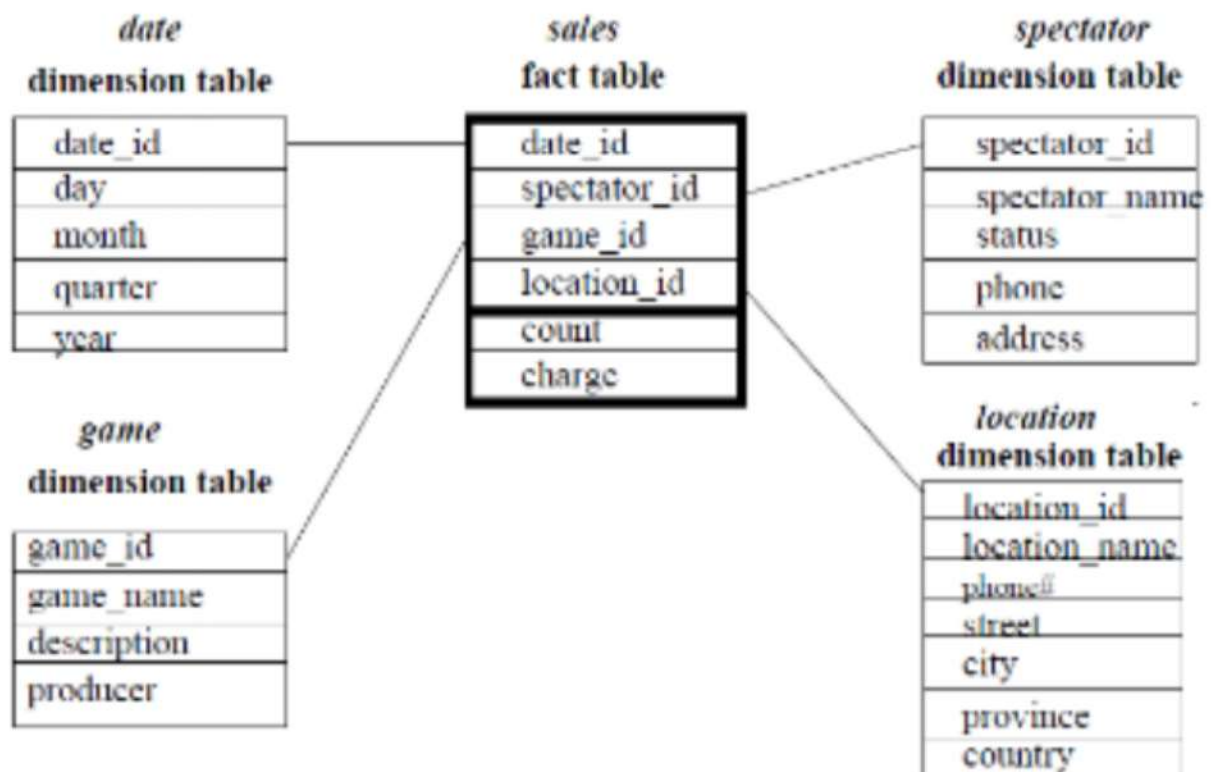 date
dimension table
date_id
day
month
quarter
year
sales
fact table
date_id
spectator_id
game_id
location_id
count
charge
spectator
dimension table
spectator_id
spectator_name
status
phone
address
game
dimension table
game_id
game_name
description
producer
location
dimension table
location_id
location_name
phone#
street
city
province
country